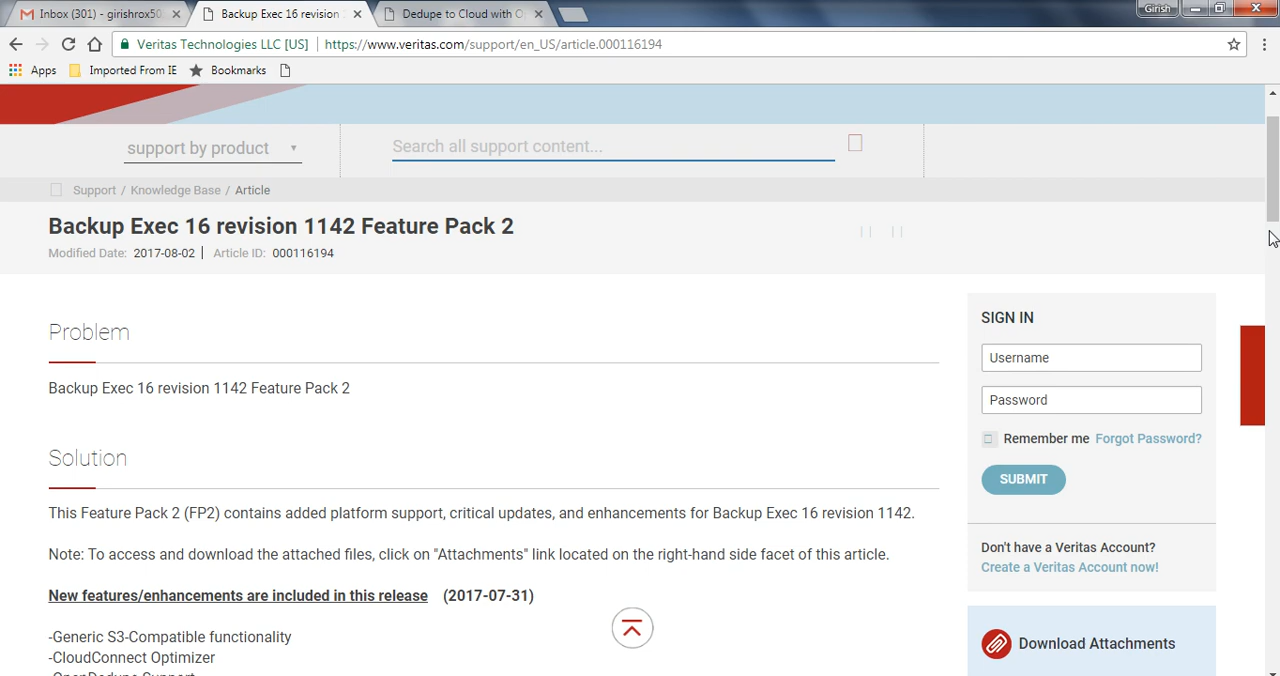 Inbox (301) - girishrox50
Backup Exec 16 revision
Dedupe to Cloud with O
Girish
Veritas Technologies LLC [US]
https://www.veritas.com/support/en_US/article.000116194
Apps
Imported From IE
Bookmarks
support by product
Search all support content...
Support / Knowledge Base / Article
Backup Exec 16 revision 1142 Feature Pack 2
Modified Date: 2017-08-02 | Article ID: 000116194
Problem
Backup Exec 16 revision 1142 Feature Pack 2
Solution
This Feature Pack 2 (FP2) contains added platform support, critical updates, and enhancements for Backup Exec 16 revision 1142.
Note: To access and download the attached files, click on "Attachments" link located on the right-hand side facet of this article.
New features/enhancements are included in this release (2017-07-31)
-Generic S3-Compatible functionality
-CloudConnect Optimizer
-OpenDedupe Support
SIGN IN
Username
Password
Remember me Forgot Password?
SUBMIT
Don't have a Veritas Account?
Create a Veritas Account now!
Download Attachments